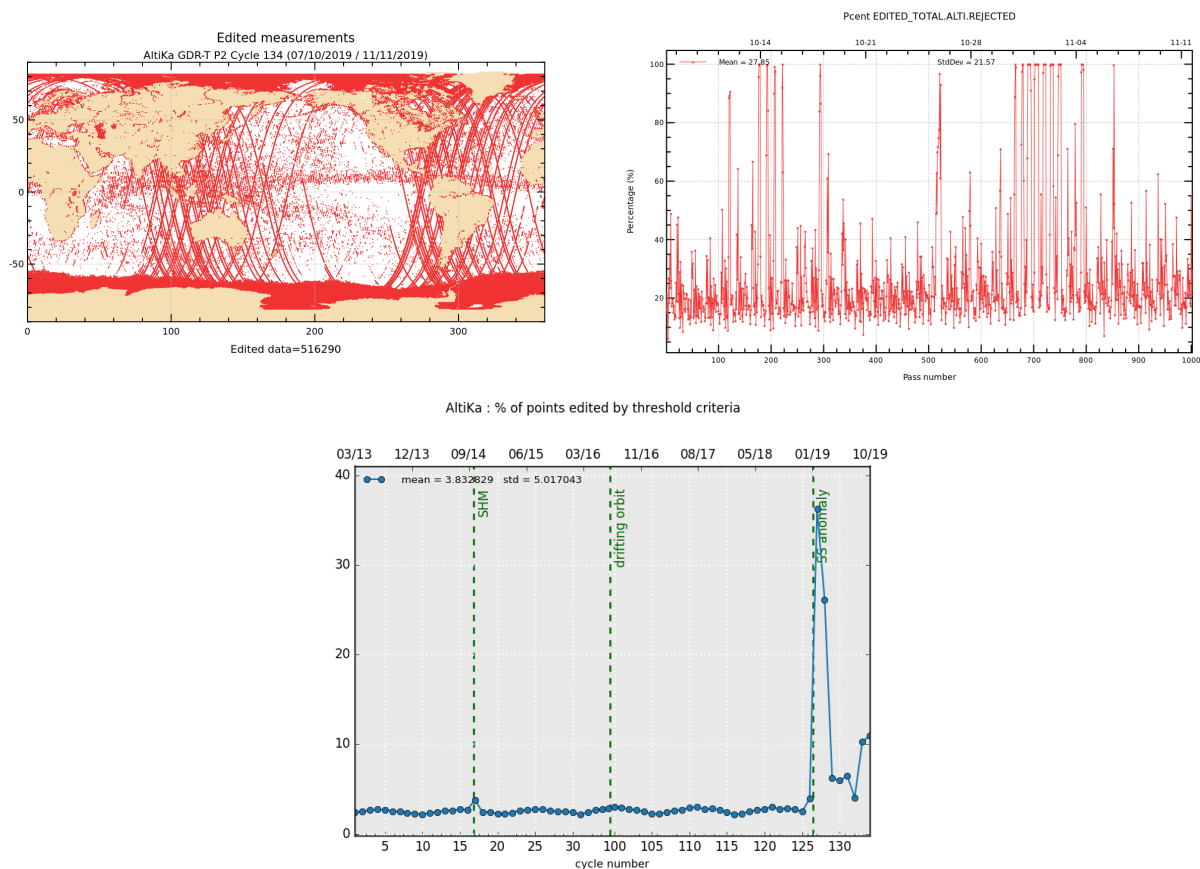 Edited measurements
AltiKa GDR-T P2 Cycle 134 (07/10/2019 / 11/11/2019)
50
0
-50
0 100 200 300
Edited data=516290
Pcent EDITED_TOTAL.ALTI.REJECTED
10-14 10-21 10-28 11-04 11-11
Mean = 27.85 StdDev = 21.57
100
80
60
40
20
Percentage (%)
100 200 300 400 500 600 700 800 900 1000
Pass number
AltiKa : % of points edited by threshold criteria
03/13 12/13 09/14 06/15 03/16 11/16 08/17 05/18 01/19 10/19
mean = 3.832829 std = 5.017043
SHM
drifting orbit
SS anomaly
40
30
20
10
0
5 10 15 20 25 30 100 105 110 115 120 125 130
cycle number